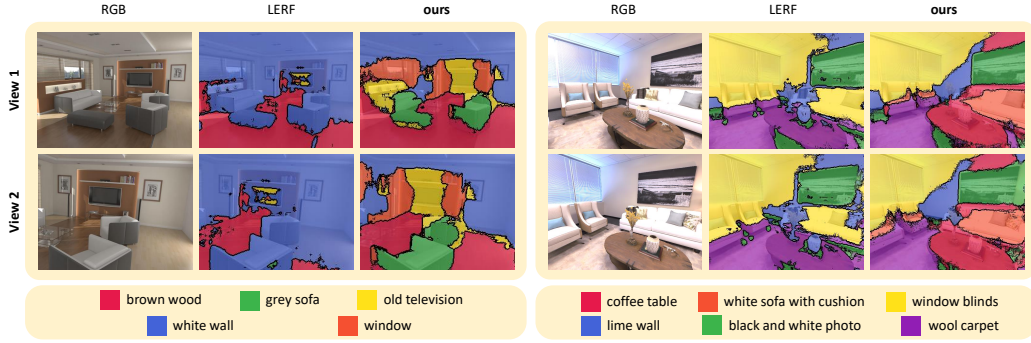 RGB LERF ours RGB LERF ours
View 1
View 2
brown wood grey sofa old television
white wall window
coffee table white sofa with cushion window blinds
lime wall black and white photo wool carpet